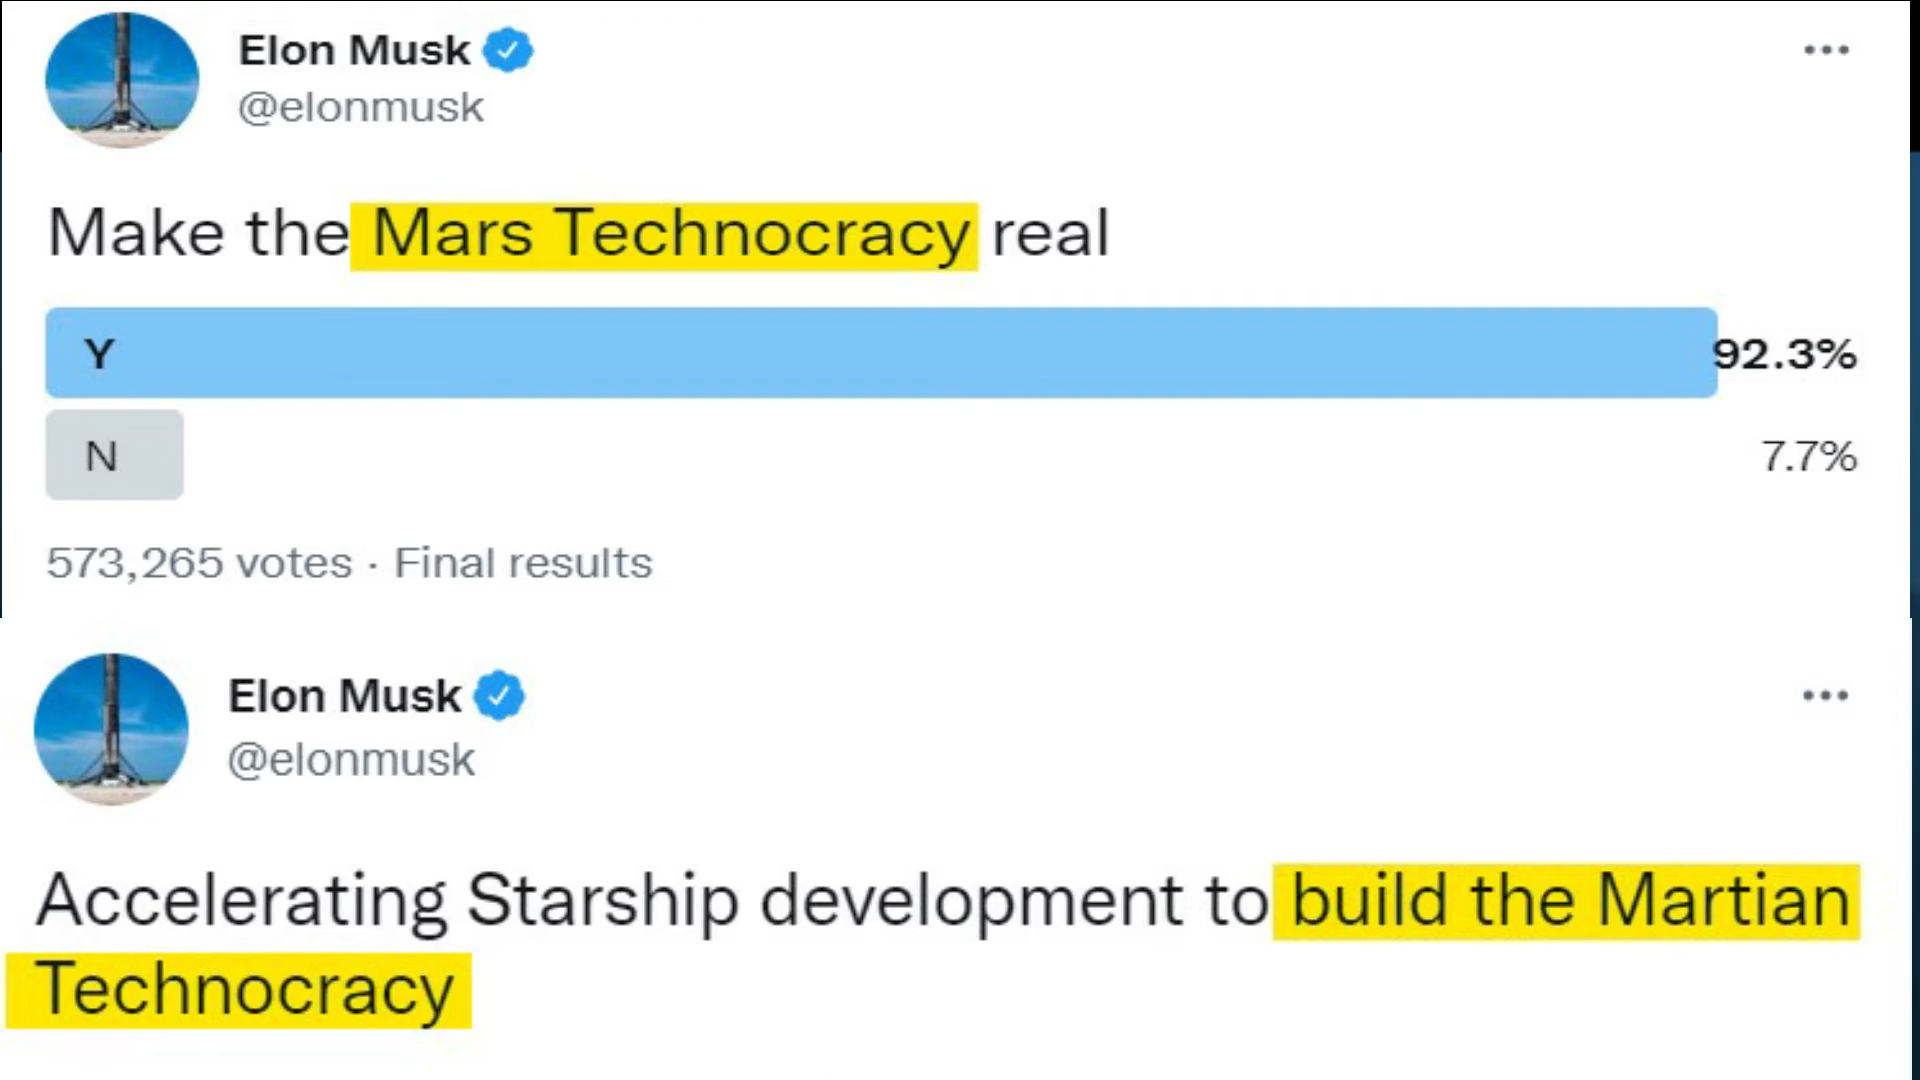 Elon Musk
@elonmusk
Make the Mars Technocracy real
Y 92.3%
N 7.7%
573,265 votes · Final results
Elon Musk
@elonmusk
Accelerating Starship development to build the Martian
Technocracy